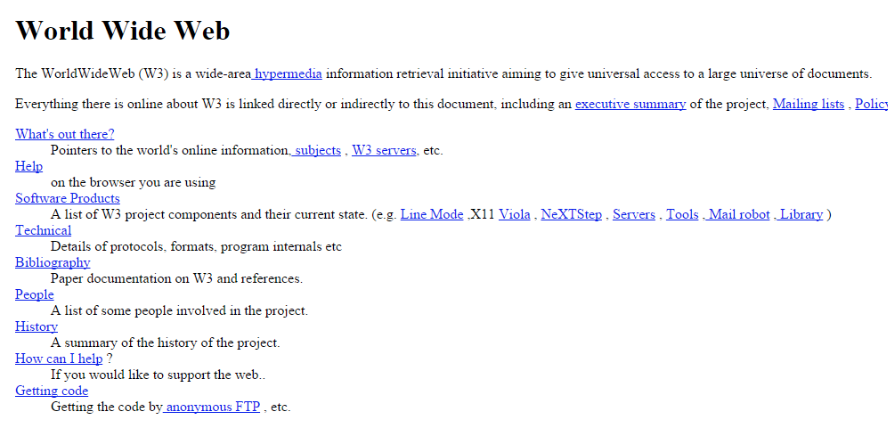 World Wide Web
The WorldWideWeb (W3) is a wide-area hypermedia information retrieval initiative aiming to give universal access to a large universe of documents.
Everything there is online about W3 is linked directly or indirectly to this document, including an executive summary of the project, Mailing lists , Policy
What's out there?
Pointers to the world's online information, subjects , W3 servers, etc.
Help
on the browser you are using
Software Products
A list of W3 project components and their current state. (e.g. Line Mode ,X11 Viola , NeXTStep , Servers , Tools , Mail robot , Library )
Technical
Details of protocols, formats, program internals etc
Bibliography
Paper documentation on W3 and references.
People
A list of some people involved in the project.
History
A summary of the history of the project.
How can I help ?
If you would like to support the web..
Getting code
Getting the code by anonymous FTP , etc.